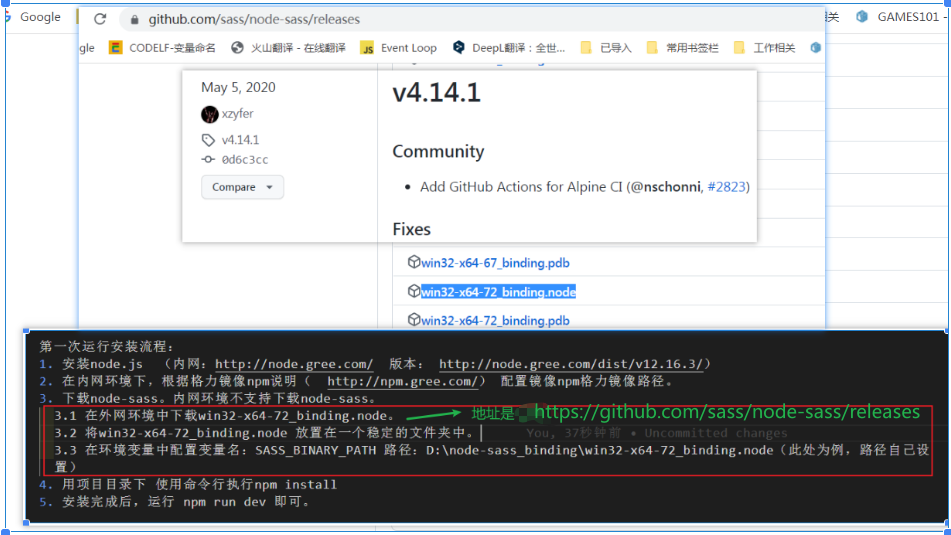 Google
关
GAMES101 -
github.com/sass/node-sass/releases
gle
CODELF-变量命名
火山翻译 - 在线翻译
JS
Event Loop
DeepL翻译：全世...
已导入
常用书签栏
工作相关
May 5, 2020
v4.14.1
xzyfer
v4.14.1
0d6c3cc
Compare
Community
Add GitHub Actions for Alpine CI (@nschonni, #2823)
Fixes
win32-x64-67_binding.pdb
win32-x64-72_binding.node
win32-x64-72_binding.pdb
第一次运行安装流程：
1. 安装node.js （内网：http://node.gree.com/ 版本： http://node.gree.com/dist/v12.16.3/）
2. 在内网环境下，根据格力镜像npm说明（ http://npm.gree.com/） 配置镜像npm格力镜像路径。
3. 下载node-sass。内网环境不支持下载node-sass。
3.1 在外网环境中下载win32-x64-72_binding.node。 地址是 https://github.com/sass/node-sass/releases
3.2 将win32-x64-72_binding.node 放置在一个稳定的文件夹中。 You, 37秒钟前 • Uncommitted changes
3.3 在环境变量中配置变量名：SASS_BINARY_PATH 路径：D:\node-sass_binding\win32-x64-72_binding.node（此处为例，路径自己设
置）
4. 用项目目录下 使用命令行执行npm install
5. 安装完成后，运行 npm run dev 即可。